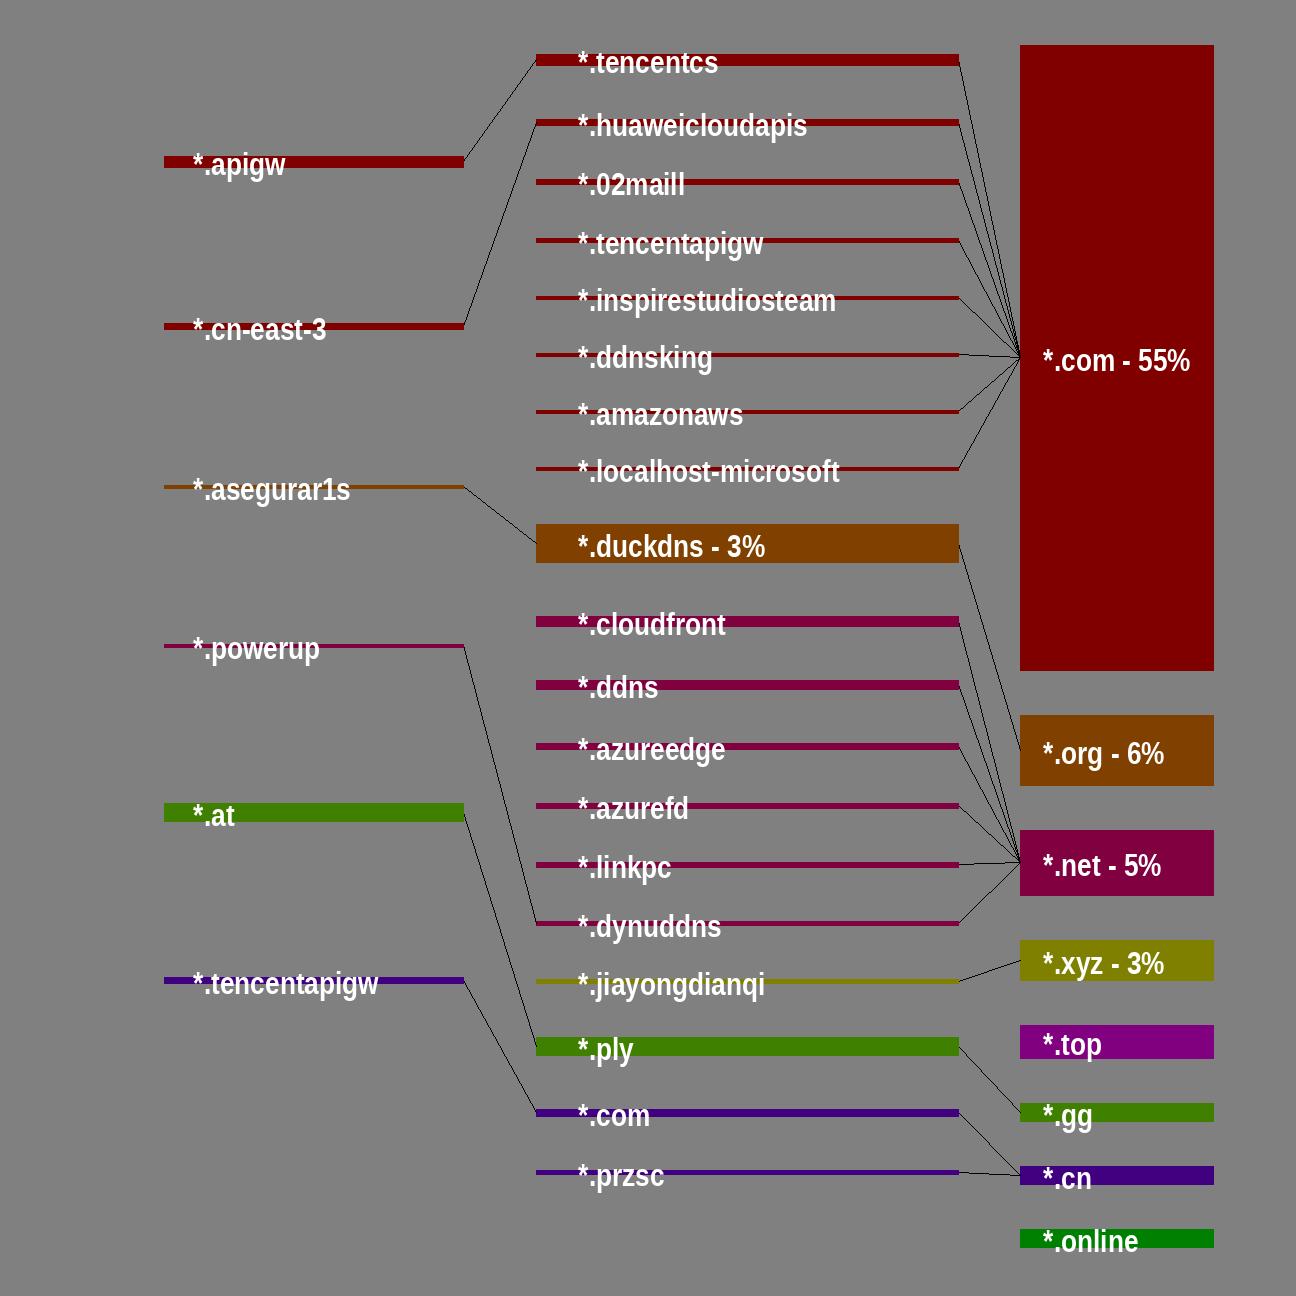 *.apigw
*.cn-east-3
*.asegurar1s
*.powerup
*.at
*.tencentapigw
*.tencentcs
*.huaweicloudapis
*.02maill
*.tencentapigw
*.inspirestudiosteam
*.ddnsking
*.amazonaws
*.localhost-microsoft
*.duckdns - 3%
*.cloudfront
*.ddns
*.azureedge
*.azurefd
*.linkpc
*.dynuddns
*.jiayongdianqi
*.ply
*.com
*.przsc
*.com - 55%
*.org - 6%
*.net - 5%
*.xyz - 3%
*.top
*.gg
*.cn
*.online